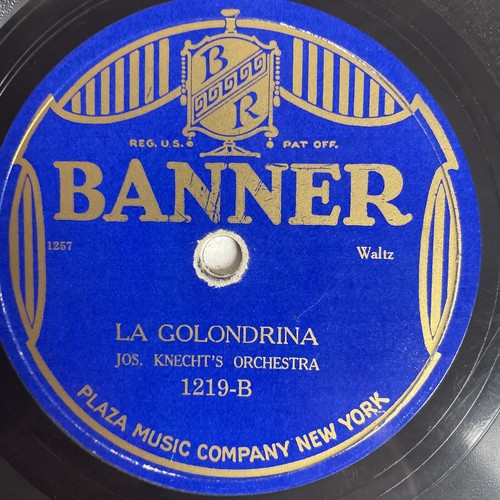 B
R
REG. U.S. PAT OFF.
BANNER
1257 Waltz
LA GOLONDRINA
JOS. KNECHT'S ORCHESTRA
1219-B
PLAZA MUSIC COMPANY NEW YORK